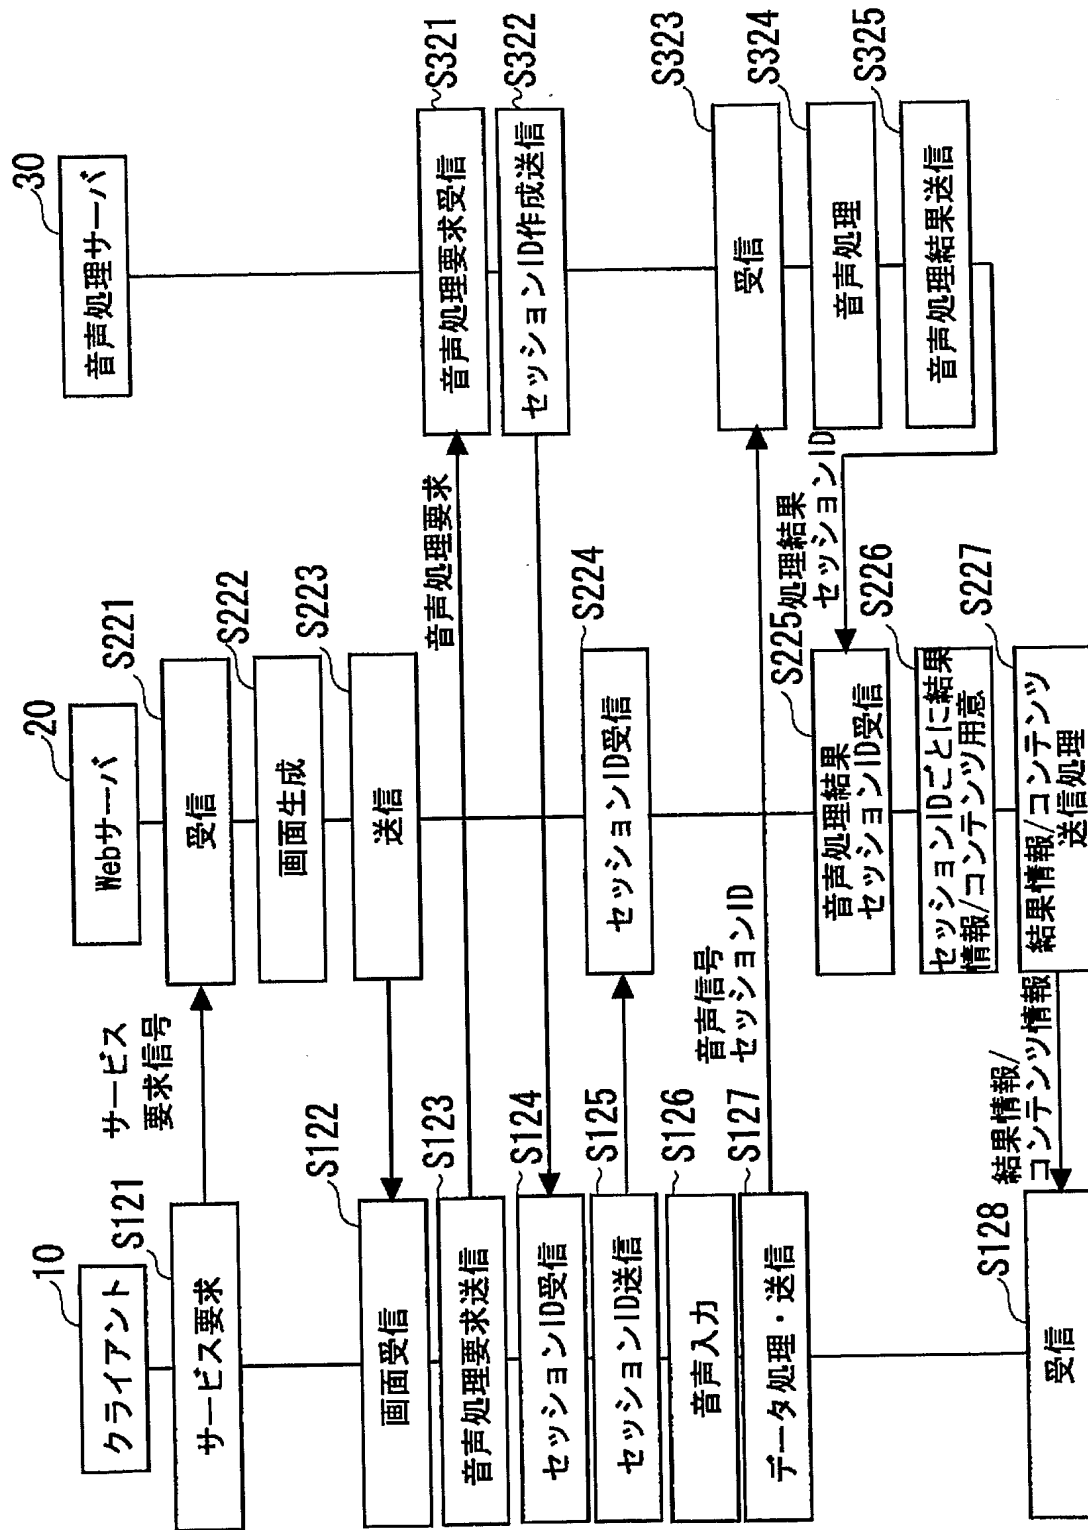 10
クライアント
S121
サービス要求
サービス
要求信号
S122
画面受信
S123
音声処理要求送信
S124
セッションID受信
S125
セッションID送信
S126
音声入力
S127
データ処理・送信
音声信号
セッションID
S128
受信
結果情報/
コンテンツ情報
20
Webサーバ
S221
受信
S222
画面生成
S223
送信
音声処理要求
S224
セッションID受信
S225
音声処理結果
セッションID受信
処理結果
セッションID
S226
セッションIDごとに結果
情報/コンテンツ用意
S227
結果情報/コンテンツ
送信処理
30
音声処理サーバ
S321
音声処理要求受信
S322
セッションID作成送信
S323
受信
S324
音声処理
S325
音声処理結果送信